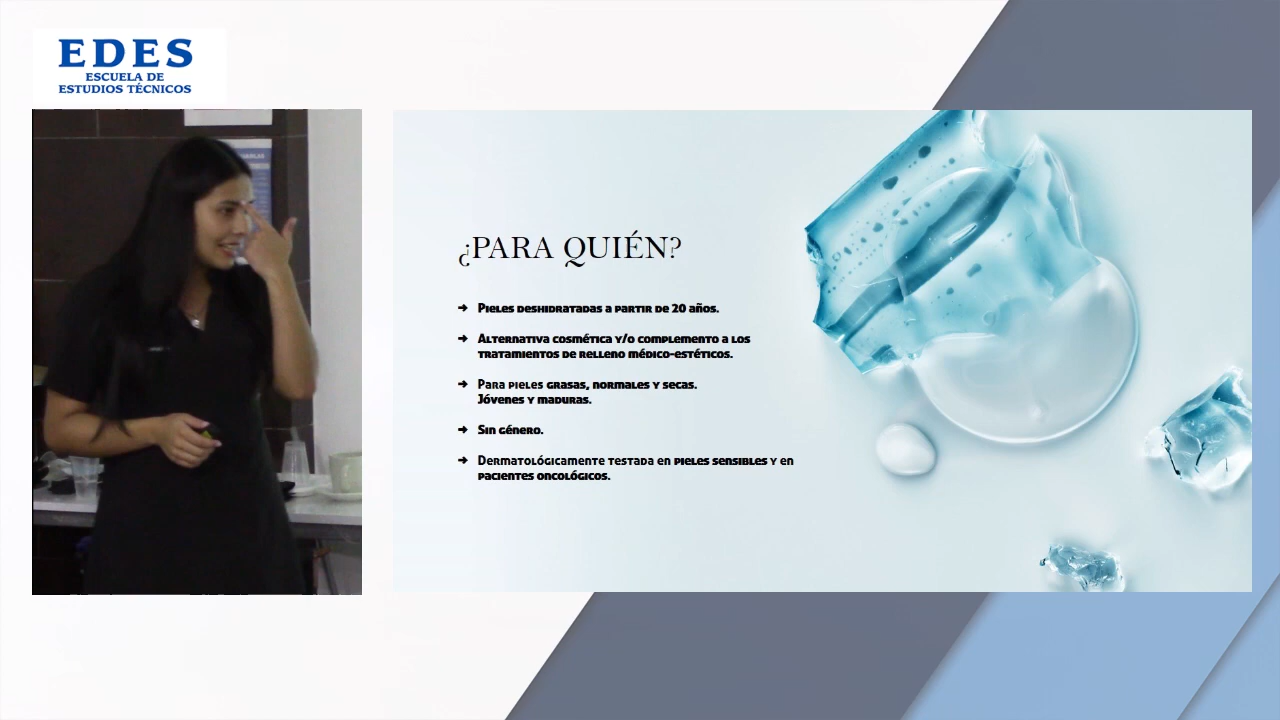 EDES
ESCUELA DE
ESTUDIOS TÉCNICOS
¿PARA QUIÉN?
➔ Pieles deshidratadas a partir de 20 años.
➔ Alternativa cosmética y/o complemento a los
tratamientos de relleno médico-estéticos.
➔ Para pieles grasas, normales y secas.
Jóvenes y maduras.
➔ Sin género.
➔ Dermatológicamente testada en pieles sensibles y en
pacientes oncológicos.